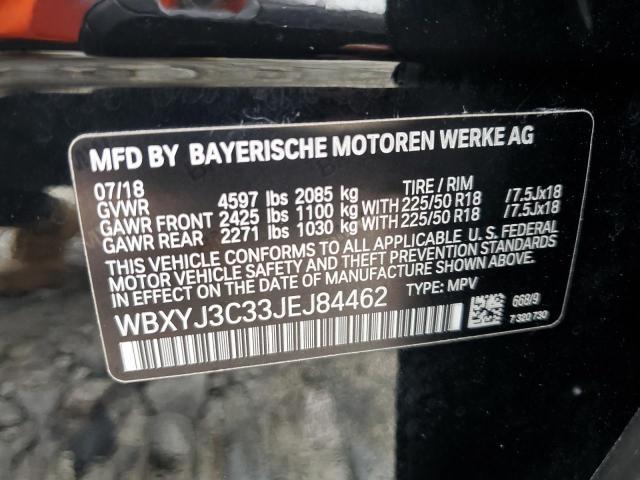 MFD BY BAYERISCHE MOTOREN WERKE AG
07/18 TIRE / RIM
GVWR 4597 lbs 2085 kg
GAWR FRONT 2425 lbs 1100 kg WITH 225/50 R18 /7.5Jx18
GAWR REAR 2271 lbs 1030 kg WITH 225/50 R18 /7.5Jx18
THIS VEHICLE CONFORMS TO ALL APPLICABLE U. S. FEDERAL
MOTOR VEHICLE SAFETY AND THEFT PREVENTION STANDARDS
IN EFFECT ON THE DATE OF MANUFACTURE SHOWN ABOVE.
WBXYJ3C33JEJ84462 TYPE: MPV
668/9
7 320 730